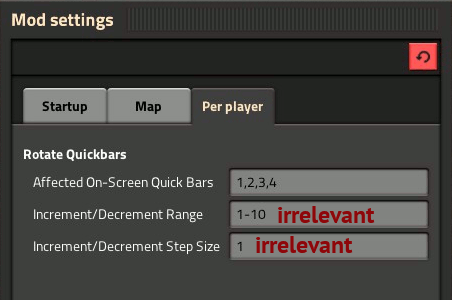 Mod settings
Startup Map Per player
Rotate Quickbars
Affected On-Screen Quick Bars 1,2,3,4
Increment/Decrement Range 1-10 irrelevant
Increment/Decrement Step Size 1 irrelevant